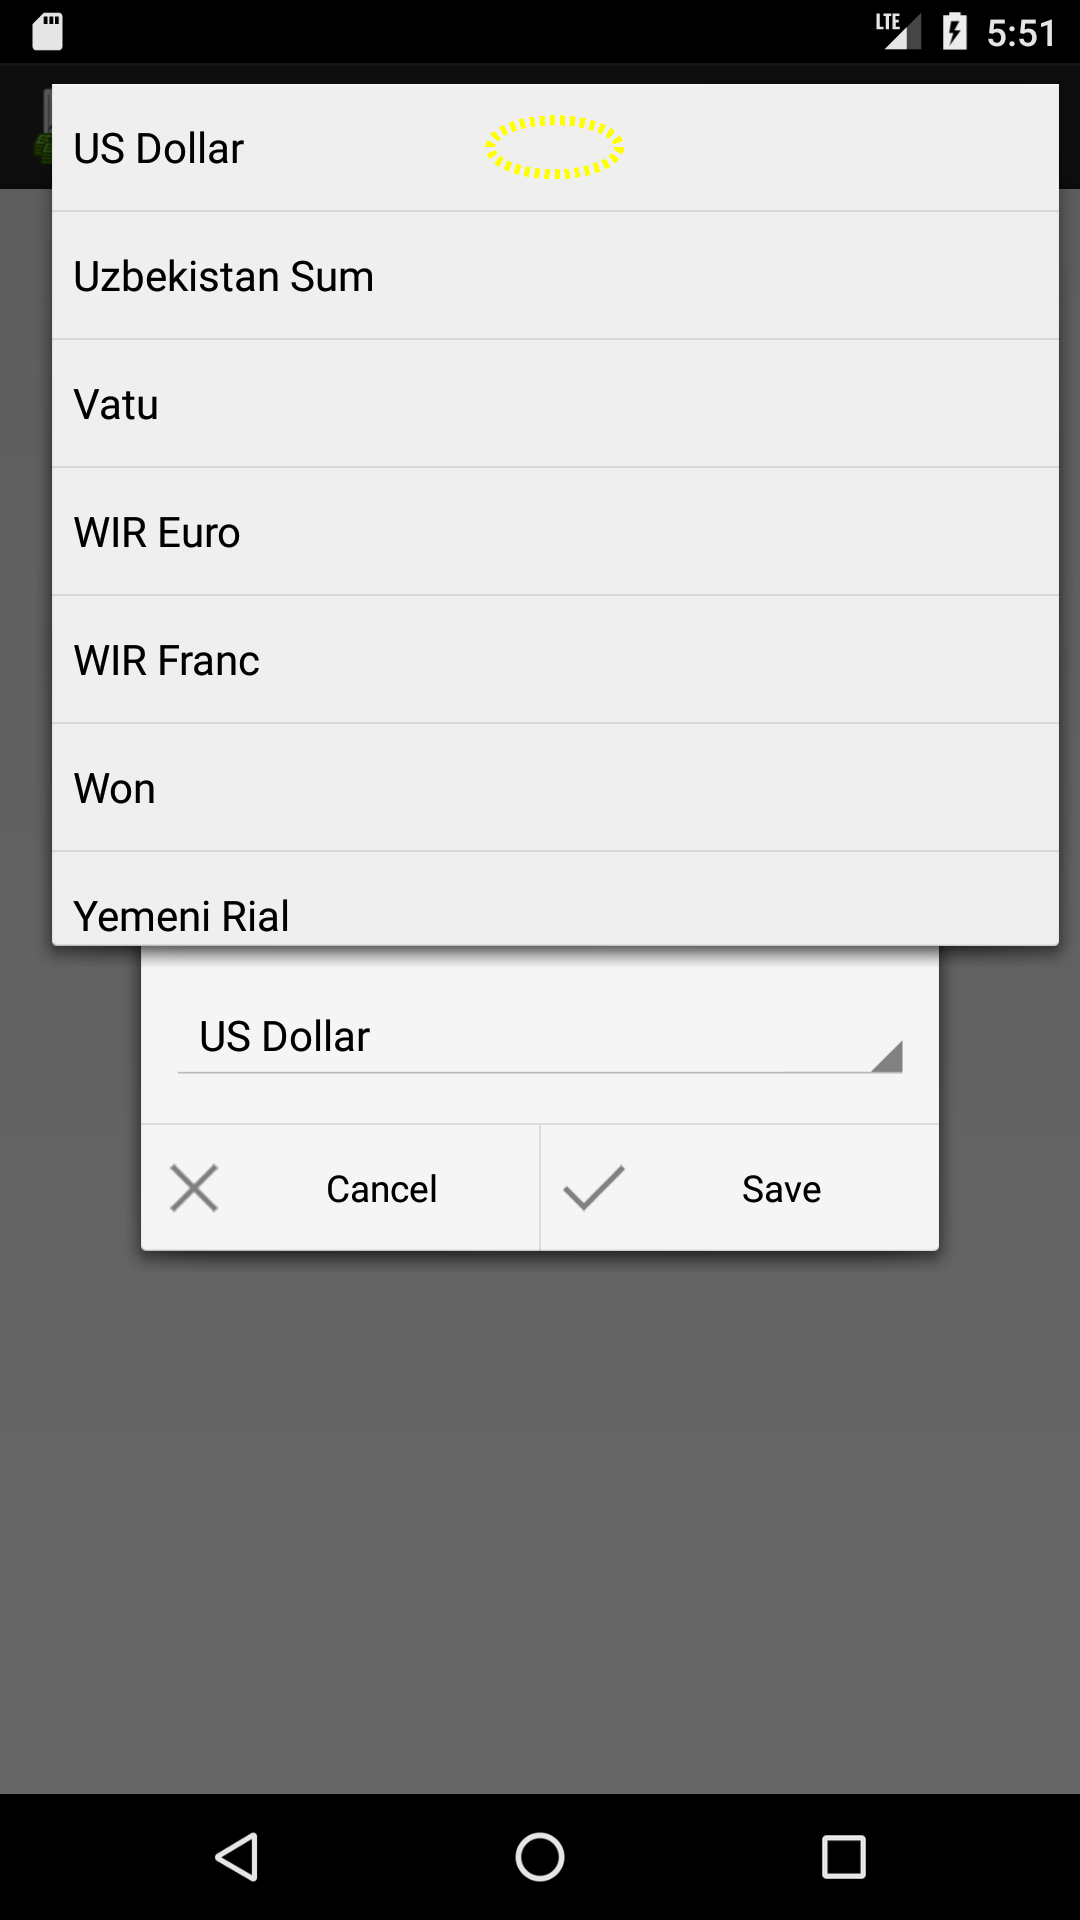 LTE 5:51
US Dollar
Uzbekistan Sum
Vatu
WIR Euro
WIR Franc
Won
Yemeni Rial
US Dollar
Cancel Save